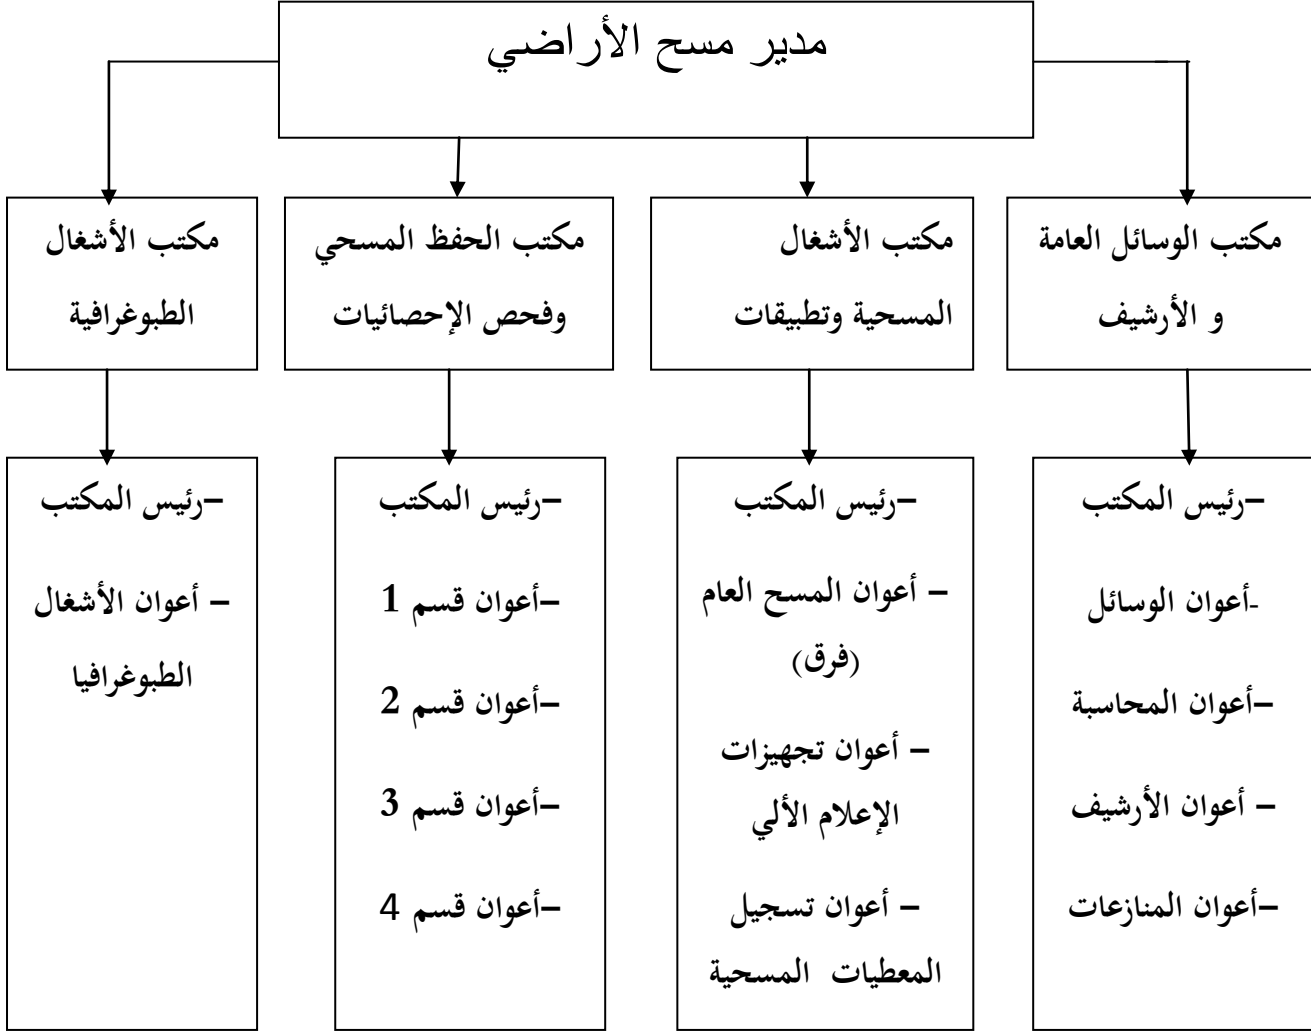 مدير مسح الأراضي
مكتب الوسائل العامة
و الأرشيف
مكتب الأشغال
المسحية وتطبيقات
مكتب الحفظ المسحي
وفحص الإحصائيات
مكتب الأشغال
الطبوغرافية
–رئيس المكتب
-أعوان الوسائل
–أعوان المحاسبة
– أعوان الأرشيف
–أعوان المنازعات
–رئيس المكتب
– أعوان المسح العام
(فرق)
– أعوان تجهيزات
الإعلام الألي
– أعوان تسجيل
المعطيات المسحية
–رئيس المكتب
–أعوان قسم 1
–أعوان قسم 2
–أعوان قسم 3
–أعوان قسم 4
–رئيس المكتب
– أعوان الأشغال
الطبوغرافيا